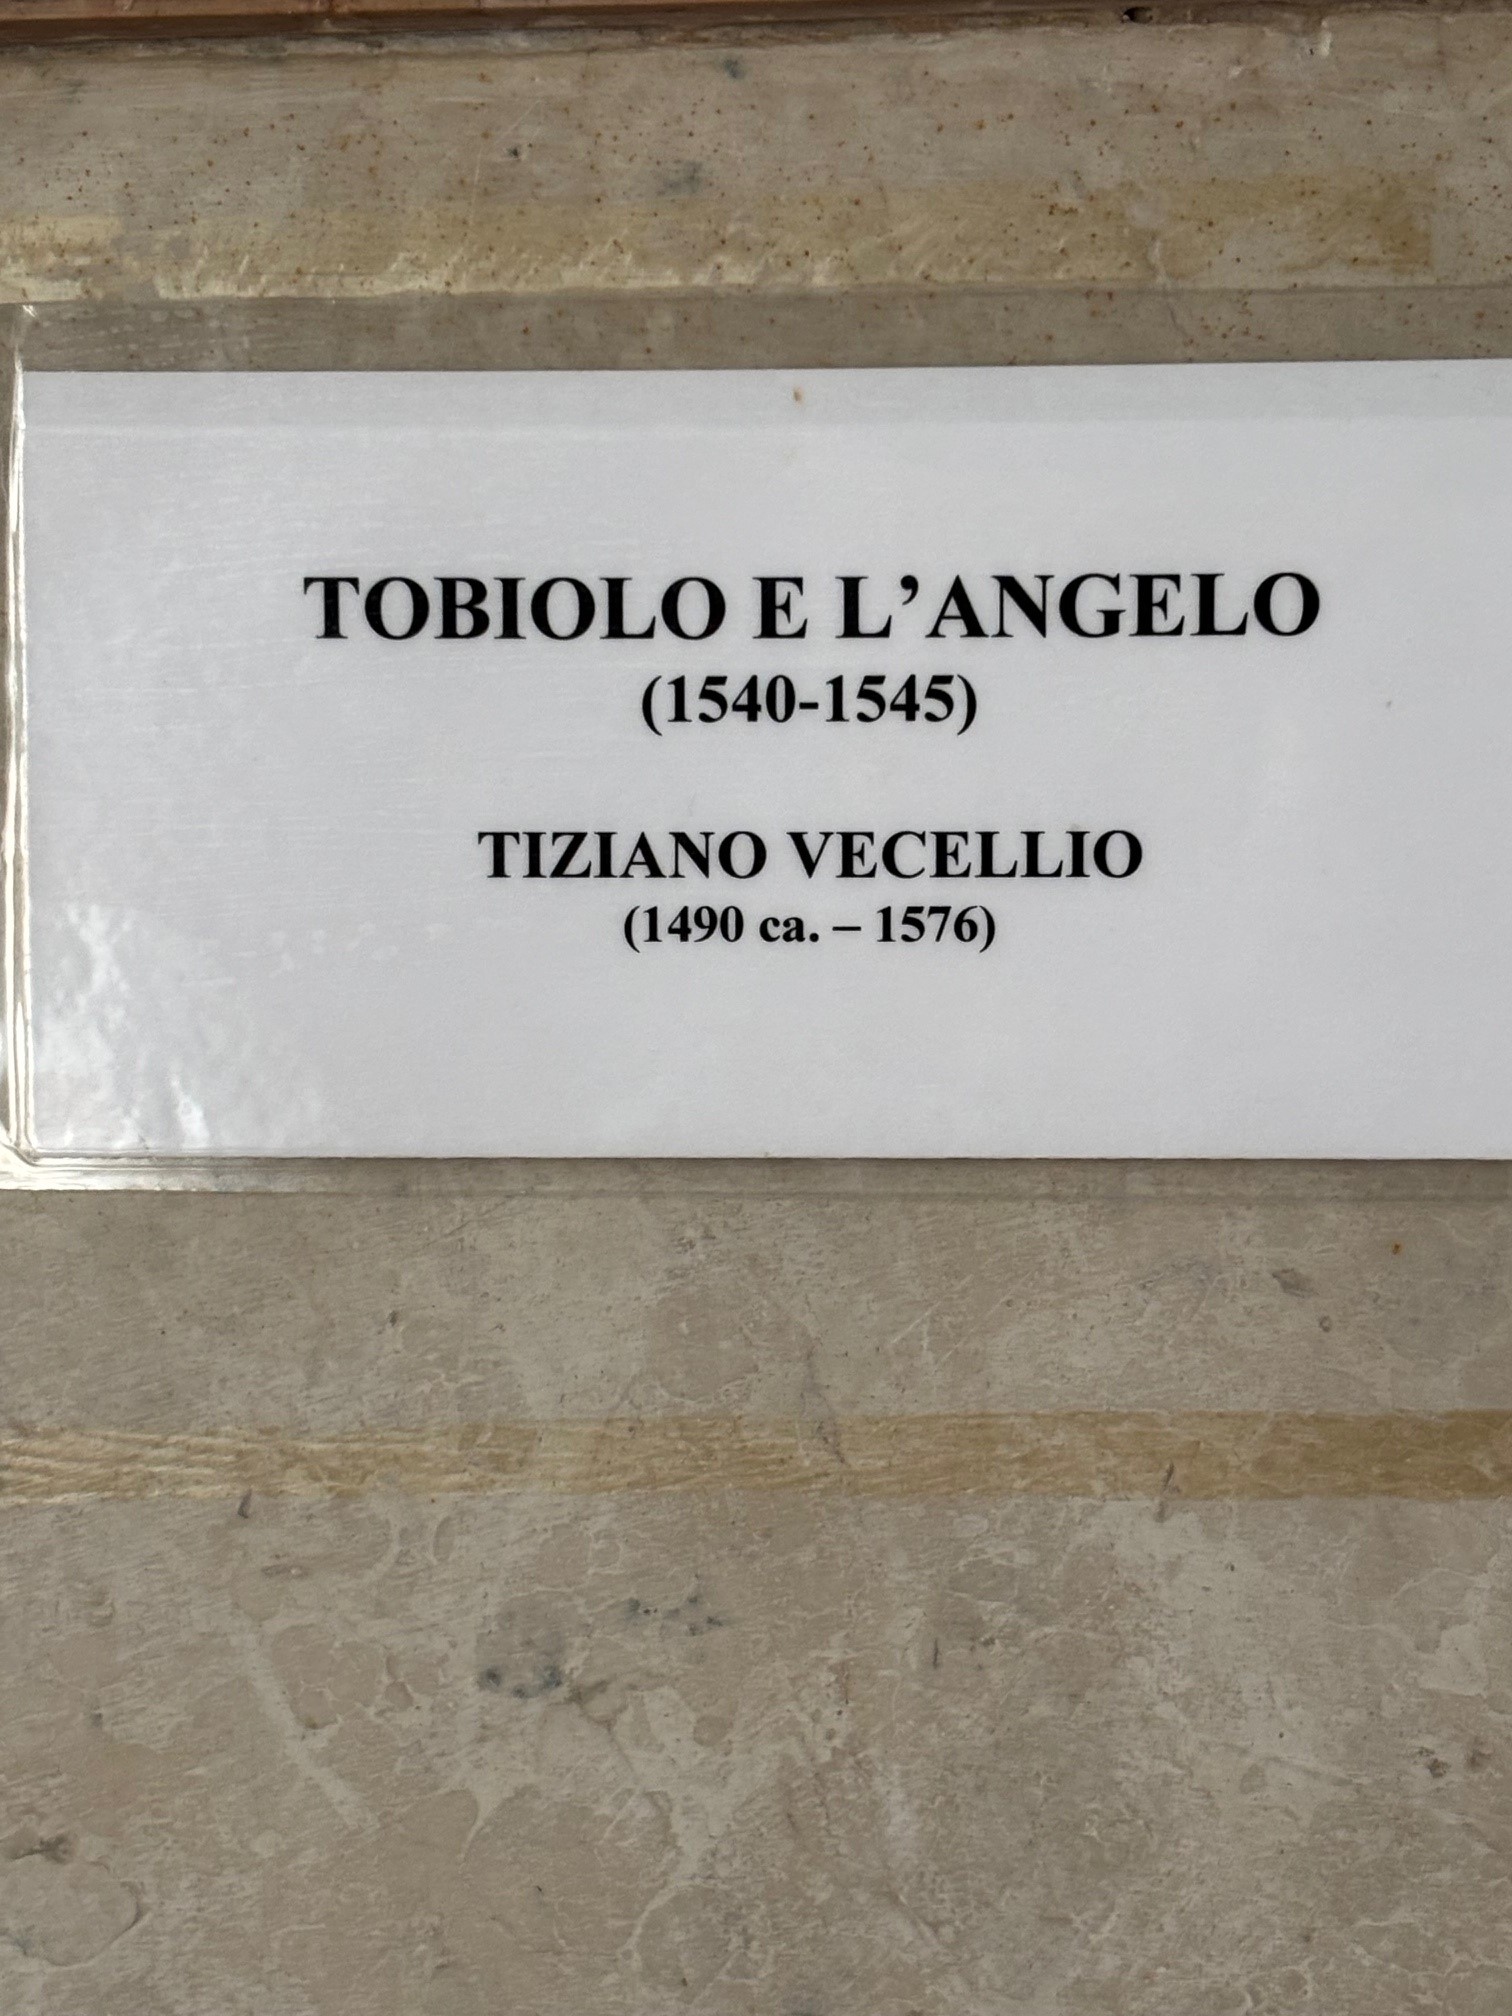 TOBIOLO E L’ANGELO
(1540-1545)
TIZIANO VECELLIO
(1490 ca. – 1576)